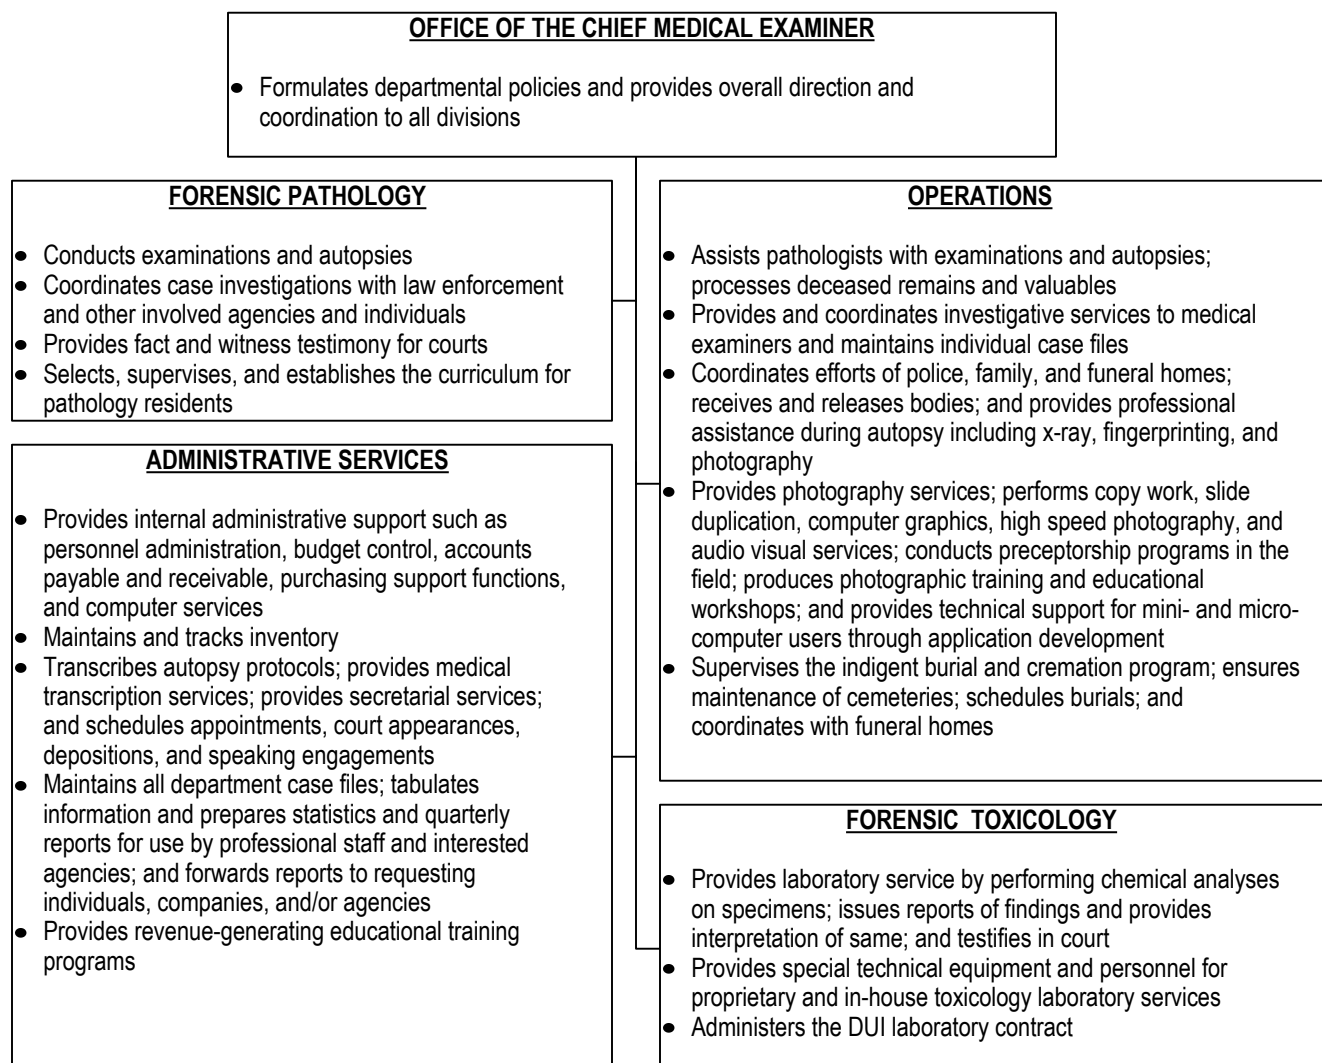 OFFICE OF THE CHIEF MEDICAL EXAMINER
• Formulates departmental policies and provides overall direction and
coordination to all divisions
FORENSIC PATHOLOGY
• Conducts examinations and autopsies
• Coordinates case investigations with law enforcement
and other involved agencies and individuals
• Provides fact and witness testimony for courts
• Selects, supervises, and establishes the curriculum for
pathology residents
ADMINISTRATIVE SERVICES
• Provides internal administrative support such as
personnel administration, budget control, accounts
payable and receivable, purchasing support functions,
and computer services
• Maintains and tracks inventory
• Transcribes autopsy protocols; provides medical
transcription services; provides secretarial services;
and schedules appointments, court appearances,
depositions, and speaking engagements
• Maintains all department case files; tabulates
information and prepares statistics and quarterly
reports for use by professional staff and interested
agencies; and forwards reports to requesting
individuals, companies, and/or agencies
• Provides revenue-generating educational training
programs
OPERATIONS
• Assists pathologists with examinations and autopsies;
processes deceased remains and valuables
• Provides and coordinates investigative services to medical
examiners and maintains individual case files
• Coordinates efforts of police, family, and funeral homes;
receives and releases bodies; and provides professional
assistance during autopsy including x-ray, fingerprinting, and
photography
• Provides photography services; performs copy work, slide
duplication, computer graphics, high speed photography, and
audio visual services; conducts preceptorship programs in the
field; produces photographic training and educational
workshops; and provides technical support for mini- and micro-
computer users through application development
• Supervises the indigent burial and cremation program; ensures
maintenance of cemeteries; schedules burials; and
coordinates with funeral homes
FORENSIC TOXICOLOGY
• Provides laboratory service by performing chemical analyses
on specimens; issues reports of findings and provides
interpretation of same; and testifies in court
• Provides special technical equipment and personnel for
proprietary and in-house toxicology laboratory services
• Administers the DUI laboratory contract